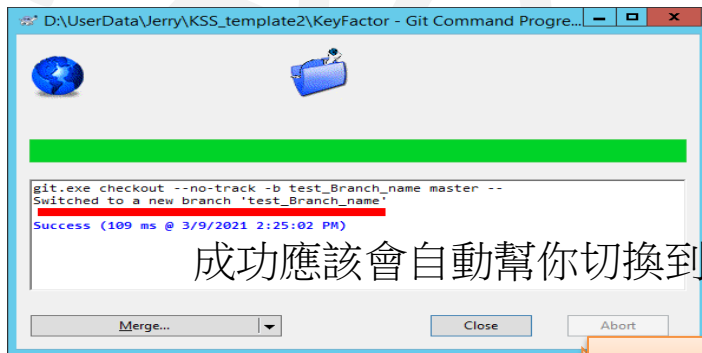 D:\UserData\Jerry\KSS_template2\KeyFactor - Git Command Progre...
git.exe checkout --no-track -b test_Branch_name master --
Switched to a new branch 'test_Branch_name'
Success (109 ms @ 3/9/2021 2:25:02 PM)
成功應該會自動幫你切換到
Merge...
Close
Abort